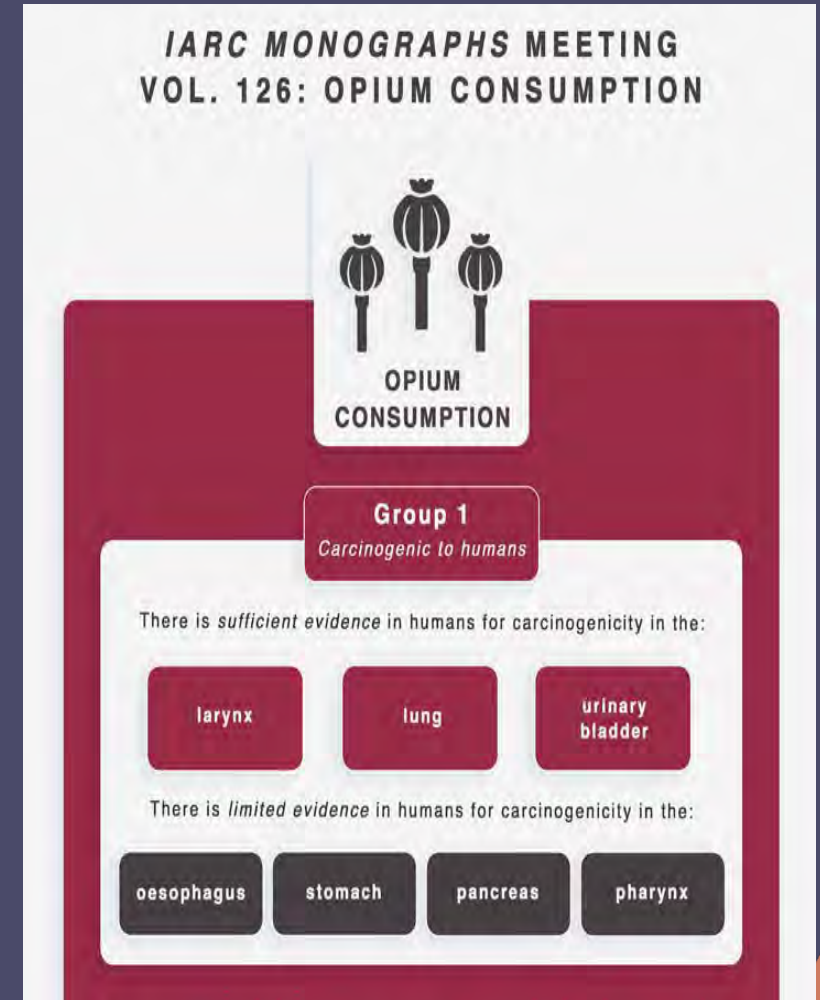 IARC MONOGRAPHS MEETING
VOL. 126: OPIUM CONSUMPTION
OPIUM
CONSUMPTION
Group 1
Carcinogenic to humans
There is sufficient evidence in humans for carcinogenicity in the:
larynx
lung
urinary
bladder
There is limited evidence in humans for carcinogenicity in the:
oesophagus
stomach
pancreas
pharynx